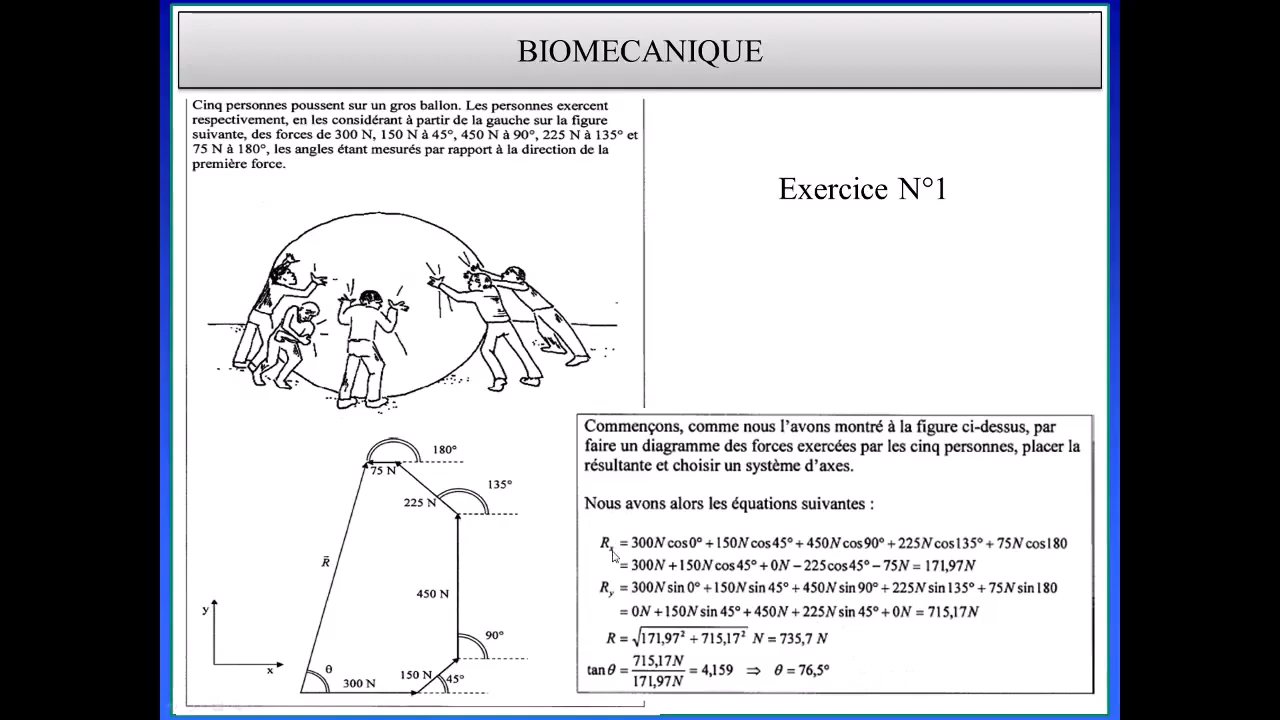 BIOMECANIQUE
Cinq personnes poussent sur un gros ballon. Les personnes exercent
respectivement, en les considérant à partir de la gauche sur la figure
suivante, des forces de 300 N, 150 N à 45°, 450 N à 90°, 225 N à 135° et
75 N à 180°, les angles étant mesurés par rapport à la direction de la
première force.
Exercice N°1
180°
75 N
135°
225 N
R̄
450 N
y
90°
x
θ
150 N
45°
300 N
Commençons, comme nous l'avons montré à la figure ci-dessus, par
faire un diagramme des forces exercées par les cinq personnes, placer la
résultante et choisir un système d'axes.
Nous avons alors les équations suivantes :
Rx = 300N cos0° + 150N cos45° + 450N cos90° + 225N cos135° + 75N cos180
= 300N + 150N cos45° + 0N − 225cos45° − 75N = 171,97N
Ry = 300N sin0° + 150N sin45° + 450N sin90° + 225N sin135° + 75N sin180
= 0N + 150N sin45° + 450N + 225N sin45° + 0N = 715,17N
R = √171,97² + 715,17² N = 735,7 N
tanθ = 715,17N / 171,97N = 4,159 ⇒ θ = 76,5°